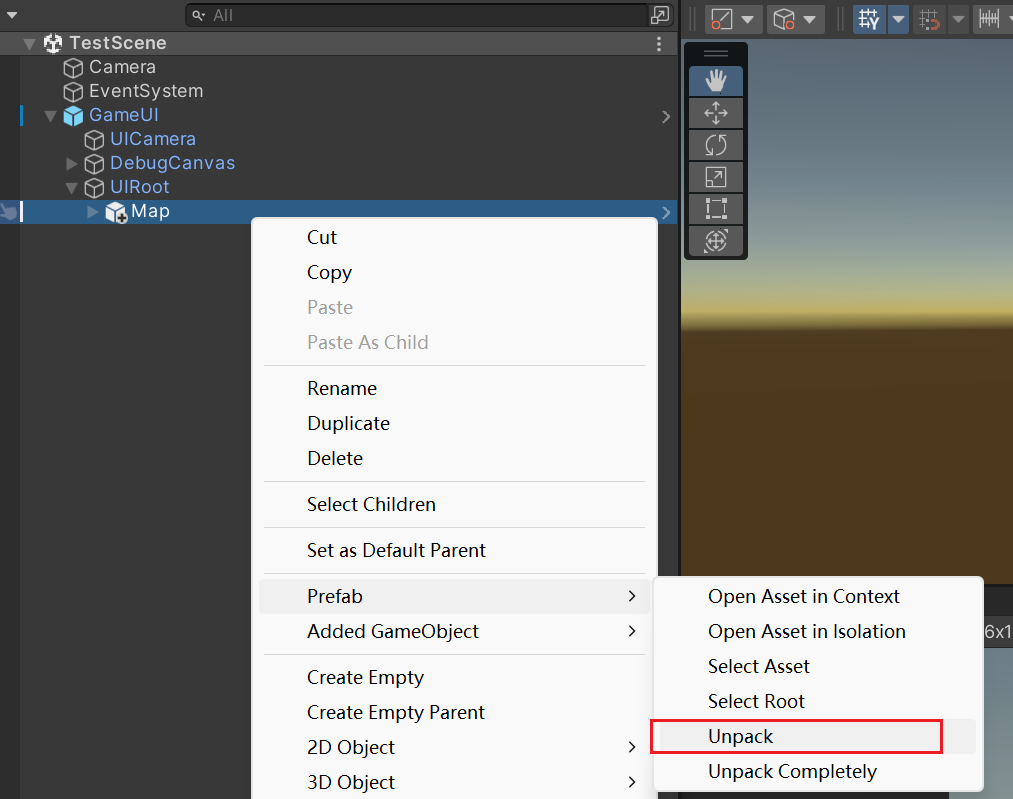 All
TestScene
Camera
EventSystem
GameUI
UICamera
DebugCanvas
UIRoot
Map
Cut
Copy
Paste
Paste As Child
Rename
Duplicate
Delete
Select Children
Set as Default Parent
Prefab
Added GameObject
Create Empty
Create Empty Parent
2D Object
3D Object
Open Asset in Context
Open Asset in Isolation
Select Asset
Select Root
Unpack
Unpack Completely
6x1